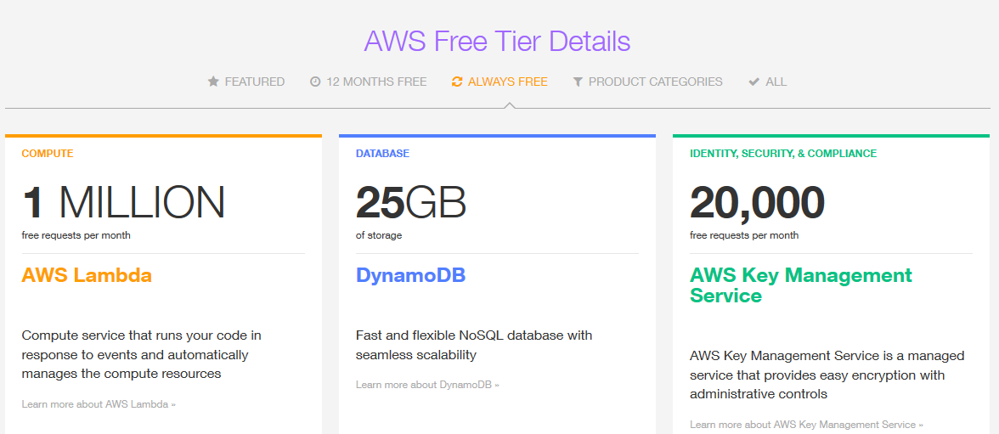 AWS Free Tier Details
FEATURED
12 MONTHS FREE
ALWAYS FREE
PRODUCT CATEGORIES
ALL
COMPUTE
1 MILLION
free requests per month
AWS Lambda
Compute service that runs your code in
response to events and automatically
manages the compute resources
Learn more about AWS Lambda »
DATABASE
25GB
of storage
DynamoDB
Fast and flexible NoSQL database with
seamless scalability
Learn more about DynamoDB »
IDENTITY, SECURITY, & COMPLIANCE
20,000
free requests per month
AWS Key Management
Service
AWS Key Management Service is a managed
service that provides easy encryption with
administrative controls
Learn more about AWS Key Management Service »